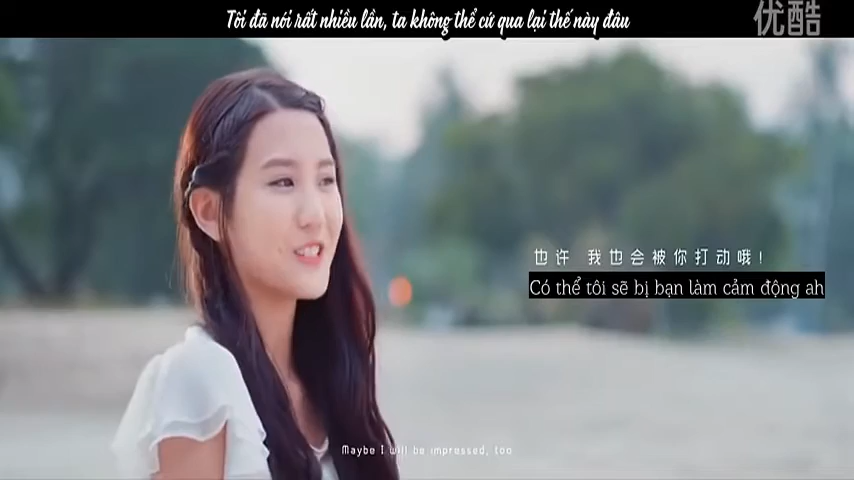 Tôi đã nói rất nhiều lần, ta không thể cứ qua lại thế này đâu
优酷
也许 我也会被你打动哦!
Có thể tôi sẽ bị bạn làm cảm động ah
Maybe I will be impressed, too